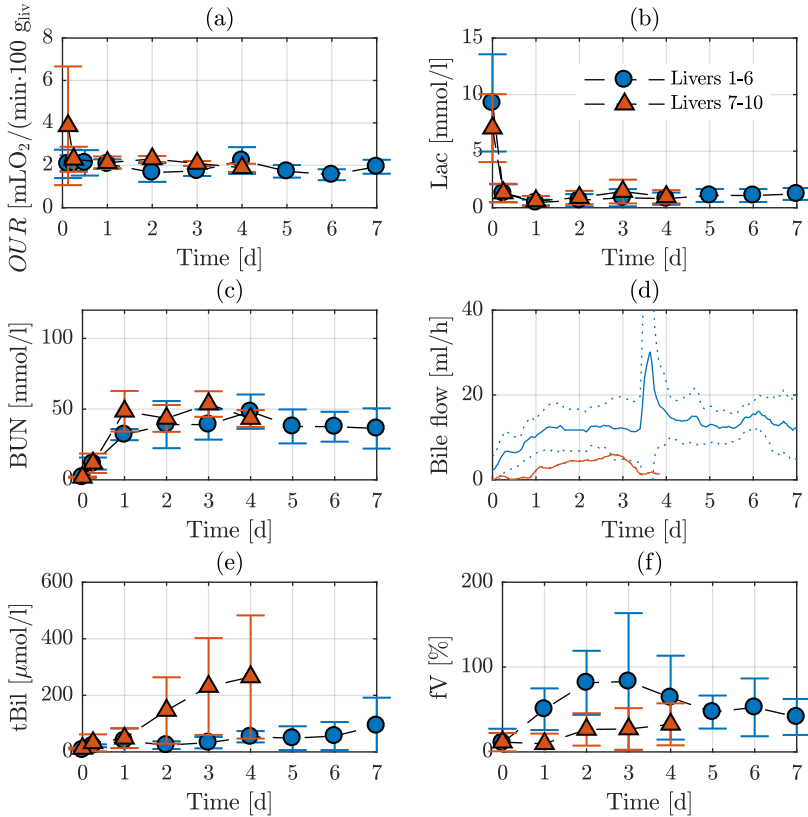 (a)
OUR [mLO₂/(min·100 g_liv
8
6
4
2
0
0 1 2 3 4 5 6 7
Time [d]
(b)
Lac [mmol/l]
15
10
5
0
Livers 1-6
Livers 7-10
0 1 2 3 4 5 6 7
Time [d]
(c)
BUN [mmol/l]
100
50
0
0 1 2 3 4 5 6 7
Time [d]
(d)
Bile flow [ml/h]
40
20
0
0 1 2 3 4 5 6 7
Time [d]
(e)
tBil [μmol/l]
600
400
200
0
0 1 2 3 4 5 6 7
Time [d]
(f)
fV [%]
200
100
0
0 1 2 3 4 5 6 7
Time [d]